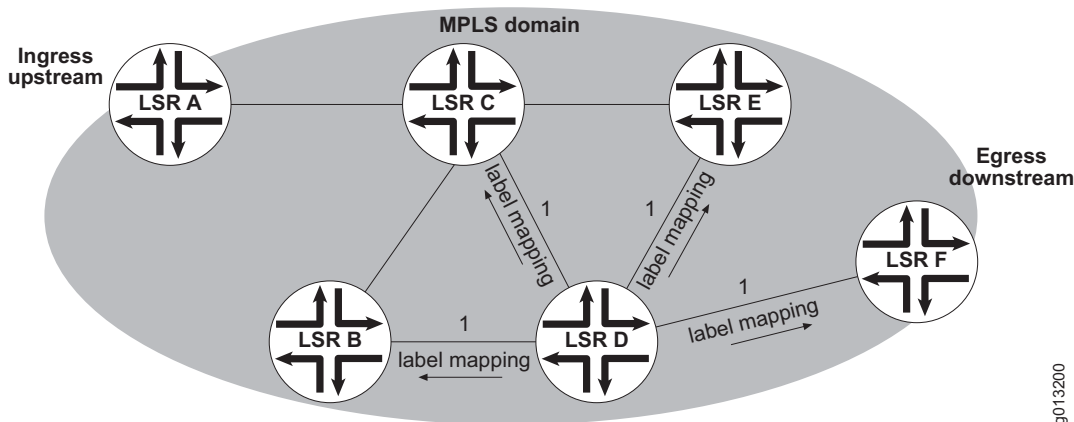 MPLS domain
Ingress
upstream
LSR A
LSR C
LSR E
Egress
downstream
label mapping
1
1
label mapping
LSR F
1
label mapping
LSR B
1
label mapping
LSR D
g013200